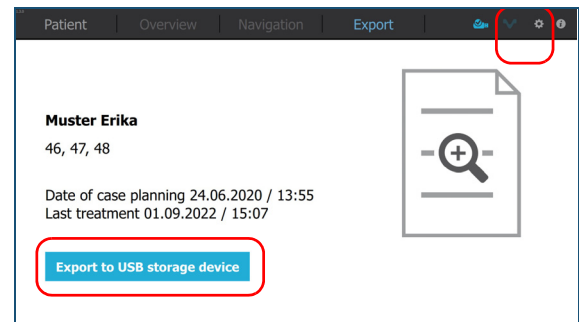 Patient Overview Navigation Export
Muster Erika
46, 47, 48
Date of case planning 24.06.2020 / 13:55
Last treatment 01.09.2022 / 15:07
Export to USB storage device